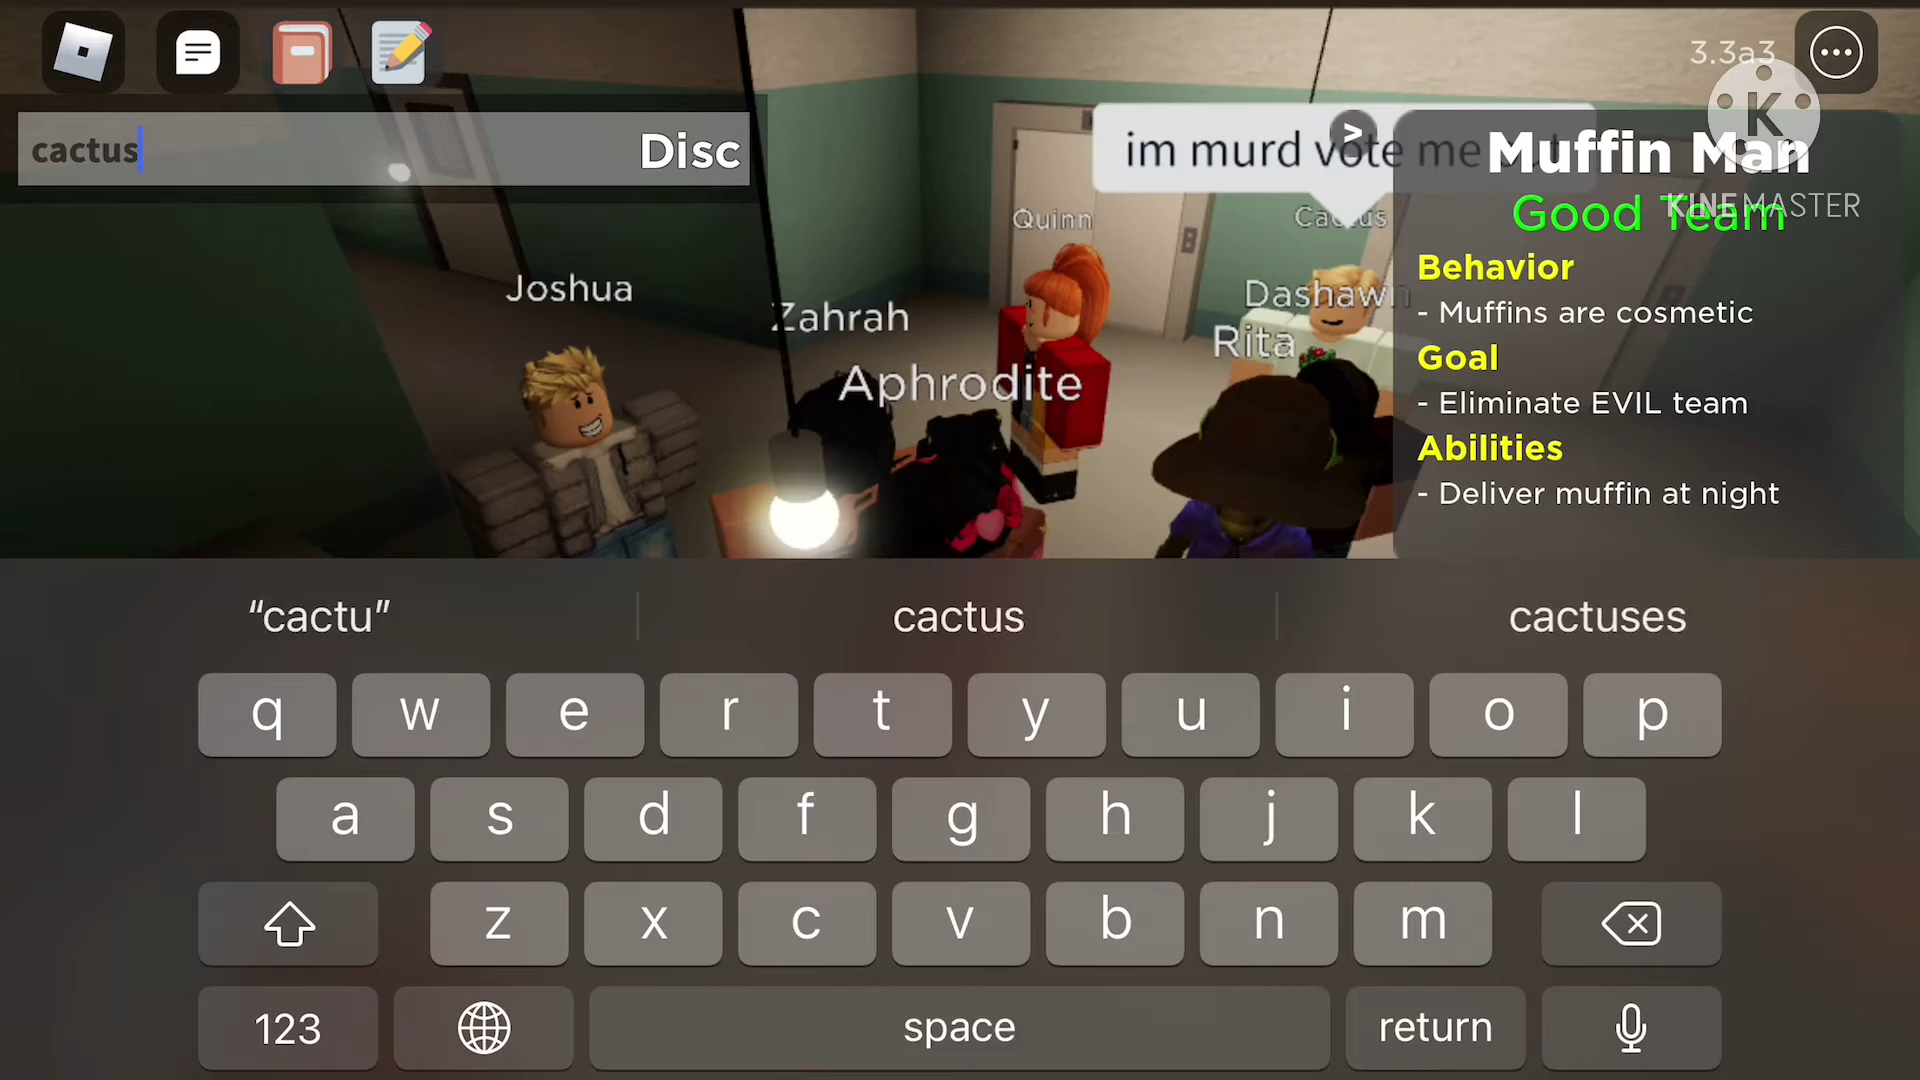 3.3a3
cactus
Disc
im murd vote me
>
Muffin Man
K
KINEMASTER
Good Team
Quinn
Cactus
Behavior
- Muffins are cosmetic
Joshua
Zahrah
Dashawn
Rita
Goal
Aphrodite
- Eliminate EVIL team
Abilities
- Deliver muffin at night
“cactu” cactus cactuses
q w e r t y u i o p
a s d f g h j k l
z x c v b n m
123 space return